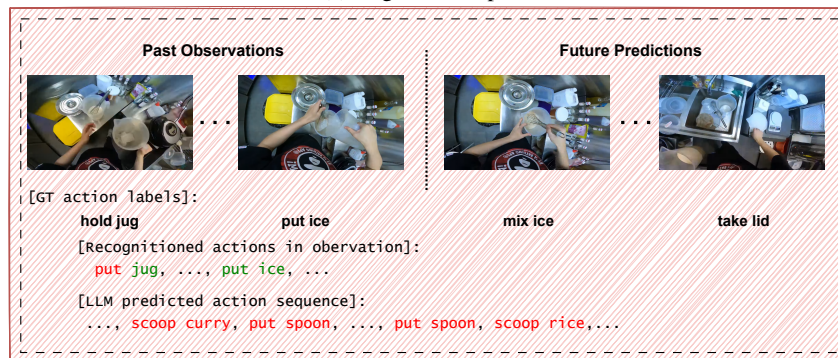 Past Observations
Future Predictions
...
...
[GT action labels]:
hold jug
put ice
mix ice
take lid
[Recognitioned actions in obervation]:
put jug, ..., put ice, ...
[LLM predicted action sequence]:
..., scoop curry, put spoon, ..., put spoon, scoop rice,...